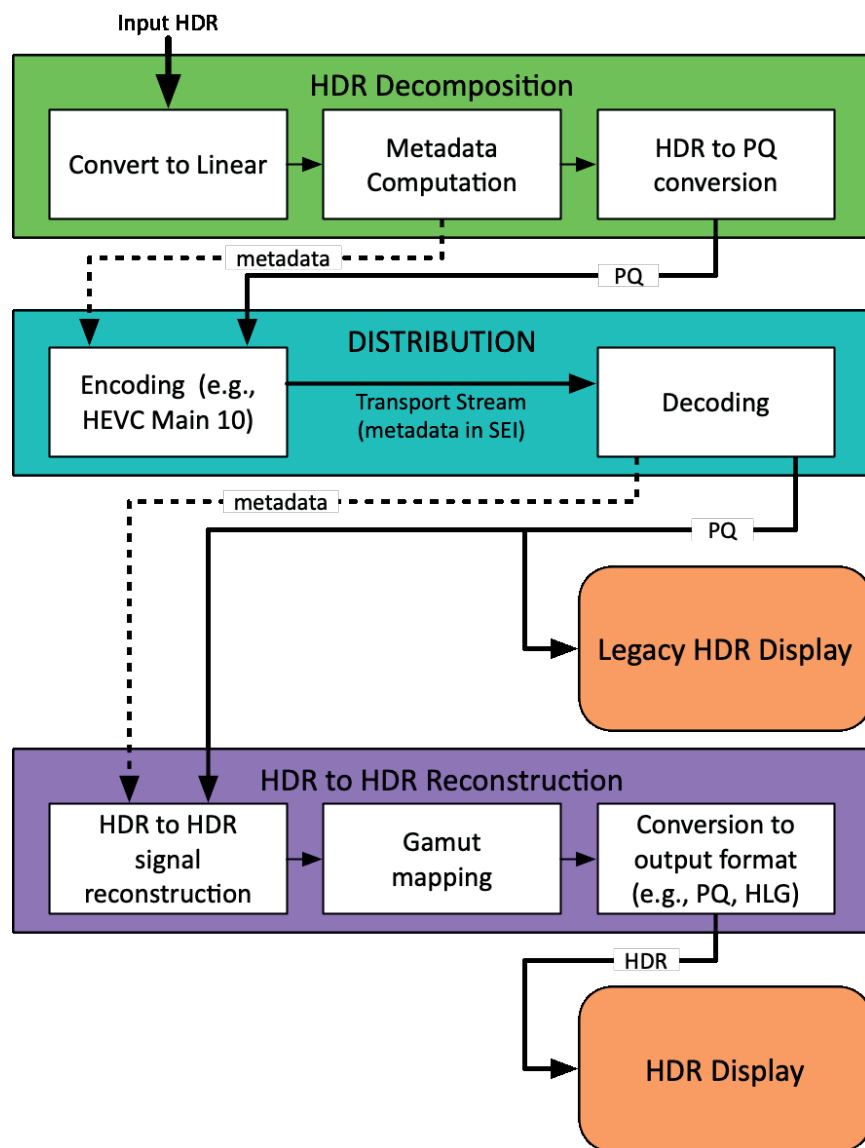 Input HDR
HDR Decomposition
Convert to Linear
Metadata
Computation
HDR to PQ
conversion
metadata
PQ
DISTRIBUTION
Encoding (e.g.,
HEVC Main 10)
Transport Stream
(metadata in SEI)
Decoding
metadata
PQ
Legacy HDR Display
HDR to HDR Reconstruction
HDR to HDR
signal
reconstruction
Gamut
mapping
Conversion to
output format
(e.g., PQ, HLG)
HDR
HDR Display